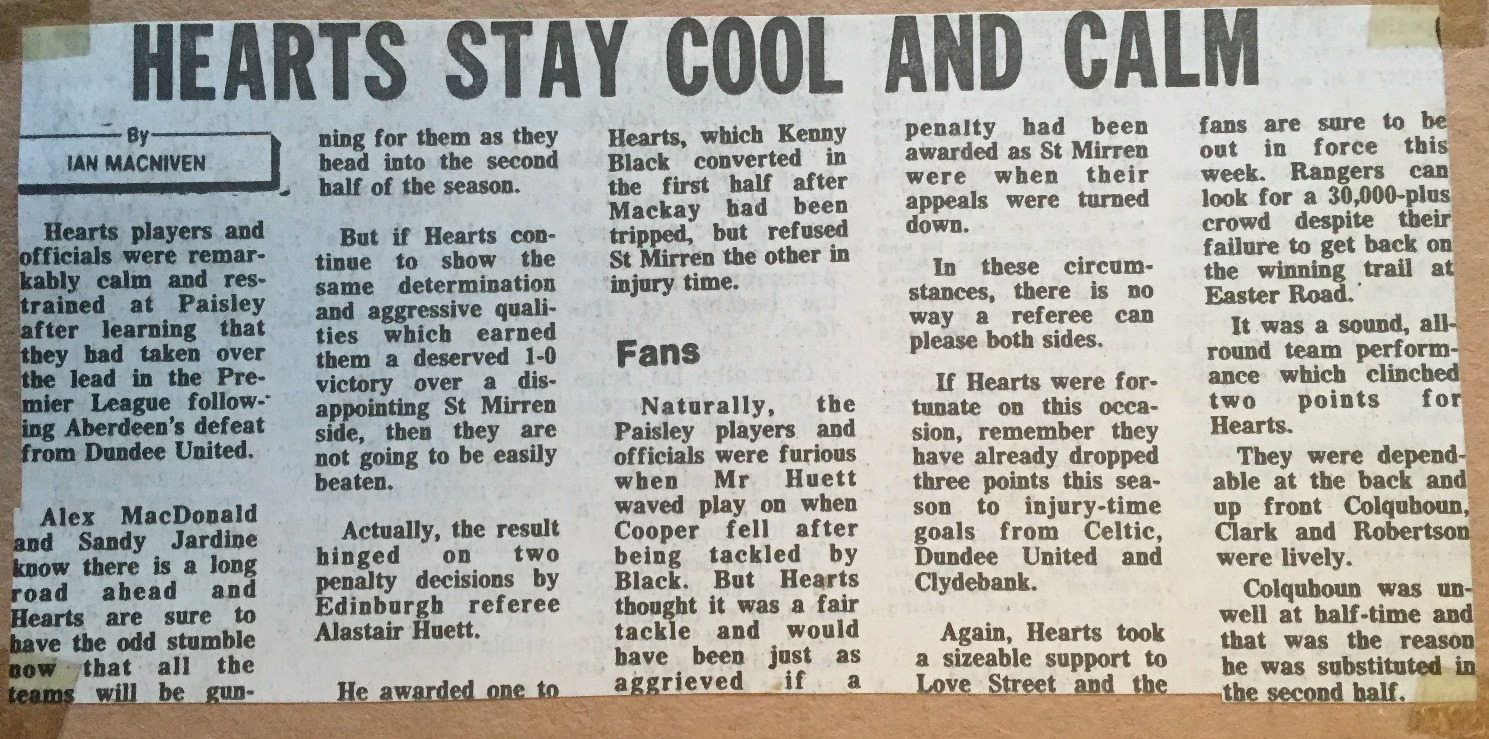 HEARTS STAY COOL AND CALM
By
IAN MACNIVEN
Hearts players and
officials were remar-
kably calm and res-
trained at Paisley
after learning that
they had taken over
the lead in the Pre-
mier League follow-
ing Aberdeen's defeat
from Dundee United.
Alex MacDonald
and Sandy Jardine
know there is a long
road ahead and
Hearts are sure to
have the odd stumble
now that all the
teams will be gun-
ning for them as they
head into the second
half of the season.
But if Hearts con-
tinue to show the
same determination
and aggressive quali-
ties which earned
them a deserved 1-0
victory over a dis-
appointing St Mirren
side, then they are
not going to be easily
beaten.
Actually, the result
hinged on two
penalty decisions by
Edinburgh referee
Alastair Huett.
He awarded one to
Hearts, which Kenny
Black converted in
the first half after
Mackay had been
tripped, but refused
St Mirren the other in
injury time.
Fans
Naturally, the
Paisley players and
officials were furious
when Mr Huett
waved play on when
Cooper fell after
being tackled by
Black. But Hearts
thought it was a fair
tackle and would
have been just as
aggrieved if a
penalty had been
awarded as St Mirren
were when their
appeals were turned
down.
In these circum-
stances, there is no
way a referee can
please both sides.
If Hearts were for-
tunate on this occa-
sion, remember they
have already dropped
three points this sea-
son to injury-time
goals from Celtic,
Dundee United and
Clydebank.
Again, Hearts took
a sizeable support to
Love Street and the
fans are sure to be
out in force this
week. Rangers can
look for a 30,000-plus
crowd despite their
failure to get back on
the winning trail at
Easter Road.
It was a sound, all-
round team perform-
ance which clinched
two points for
Hearts.
They were depend-
able at the back and
up front Colquhoun,
Clark and Robertson
were lively.
Colquhoun was un-
well at half-time and
that was the reason
he was substituted in
the second half.